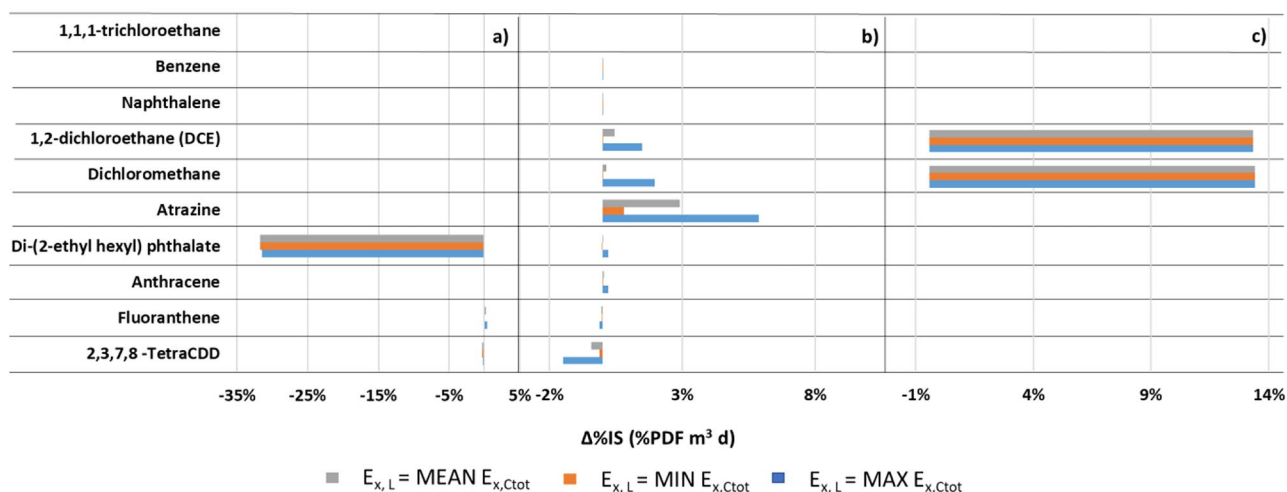 1,1,1-trichloroethane
a) b) c)
Benzene
Naphthalene
1,2-dichloroethane (DCE)
Dichloromethane
Atrazine
Di-(2-ethyl hexyl) phthalate
Anthracene
Fluoranthene
2,3,7,8 -TetraCDD
-35% -25% -15% -5% 5% -2% 3% 8% -1% 4% 9% 14%
Δ%IS (%PDF m³ d)
Eₓ, L = MEAN Eₓ,Ctot Eₓ, L = MIN Eₓ,Ctot Eₓ, L = MAX Eₓ,Ctot